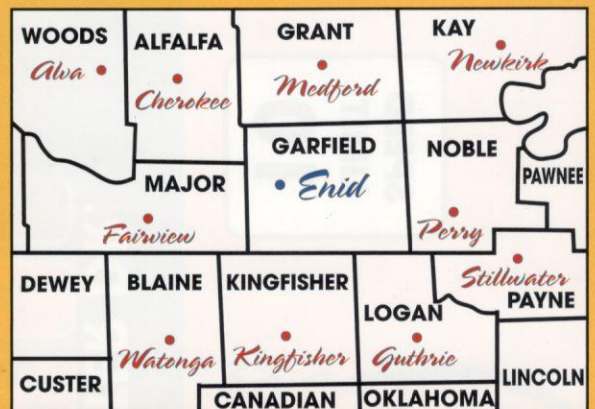 WOODS
Alva
ALFALFA
Cherokee
GRANT
Medford
KAY
Newkirk
GARFIELD
Enid
NOBLE
Perry
PAWNEE
MAJOR
Fairview
DEWEY
BLAINE
Watonga
KINGFISHER
Kingfisher
LOGAN
Guthrie
Stillwater
PAYNE
CUSTER
CANADIAN
OKLAHOMA
LINCOLN